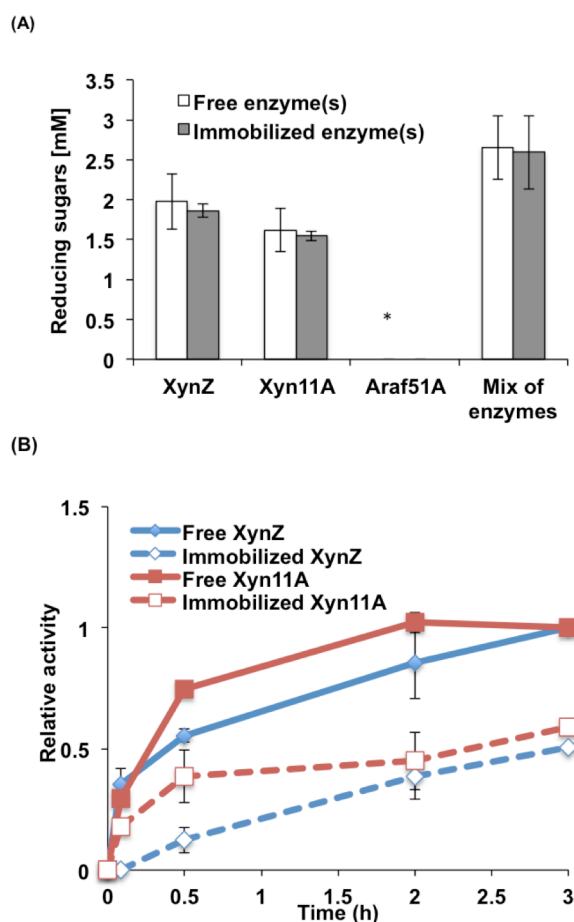 (A)
Reducing sugars [mM]
3.5
3
2.5
2
1.5
1
0.5
0
Free enzyme(s)
Immobilized enzyme(s)
*
XynZ Xyn11A Araf51A Mix of
enzymes
(B)
Relative activity
1.5
1
0.5
0
Free XynZ
Immobilized XynZ
Free Xyn11A
Immobilized Xyn11A
0 0.5 1 1.5 2 2.5 3
Time (h)